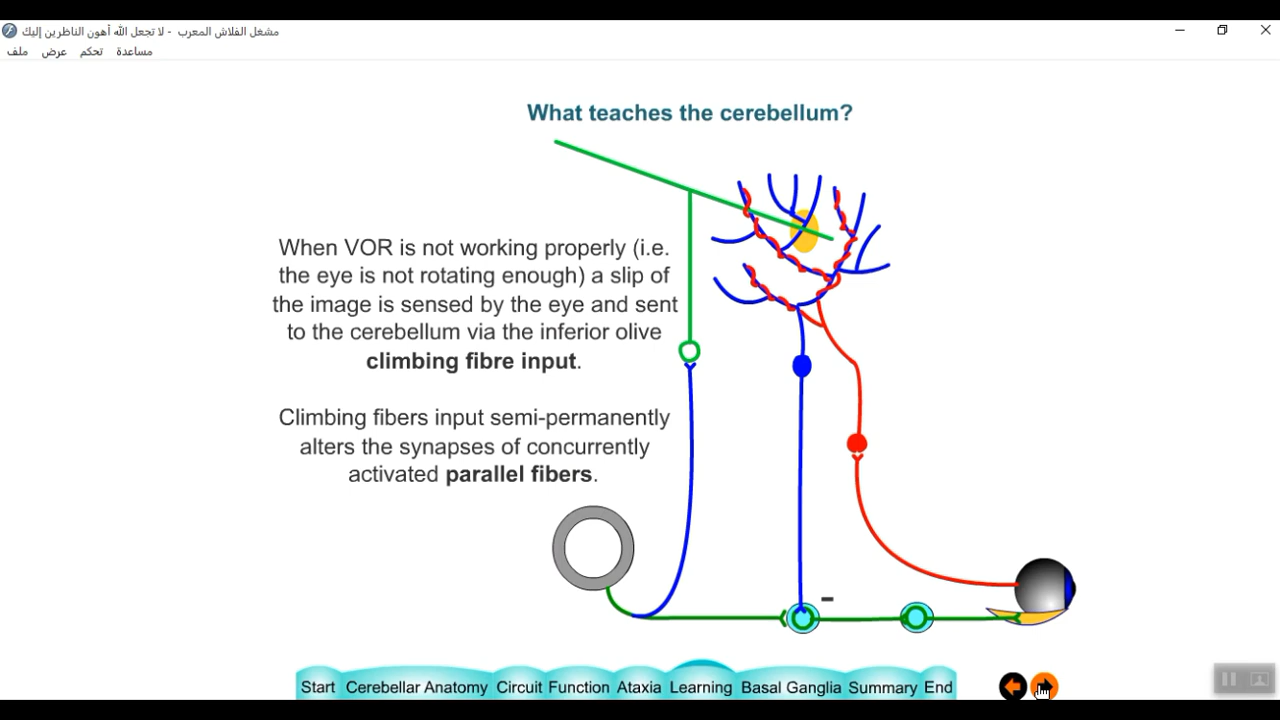 مشغل الفلاش المعرب - لا تجعل الله أهون الناظرين إليك
ملف عرض تحكم مساعدة
What teaches the cerebellum?
When VOR is not working properly (i.e.
the eye is not rotating enough) a slip of
the image is sensed by the eye and sent
to the cerebellum via the inferior olive
climbing fibre input.
Climbing fibers input semi-permanently
alters the synapses of concurrently
activated parallel fibers.
-
Start Cerebellar Anatomy Circuit Function Ataxia Learning Basal Ganglia Summary End